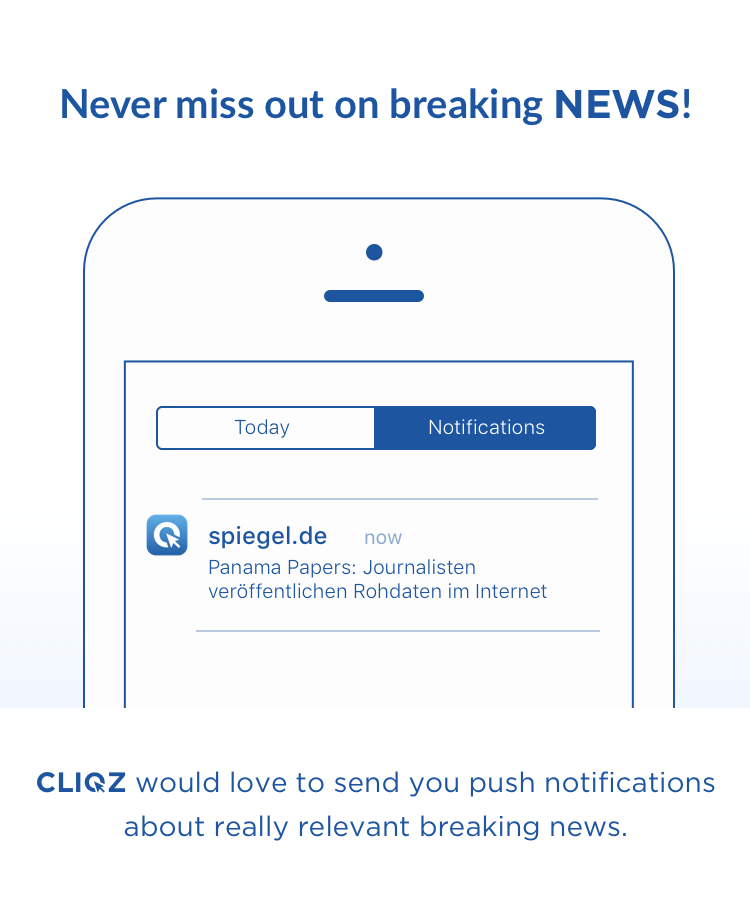 Never miss out on breaking NEWS!
Today Notifications
spiegel.de now
Panama Papers: Journalisten
veröffentlichen Rohdaten im Internet
CLIQZ would love to send you push notifications
about really relevant breaking news.